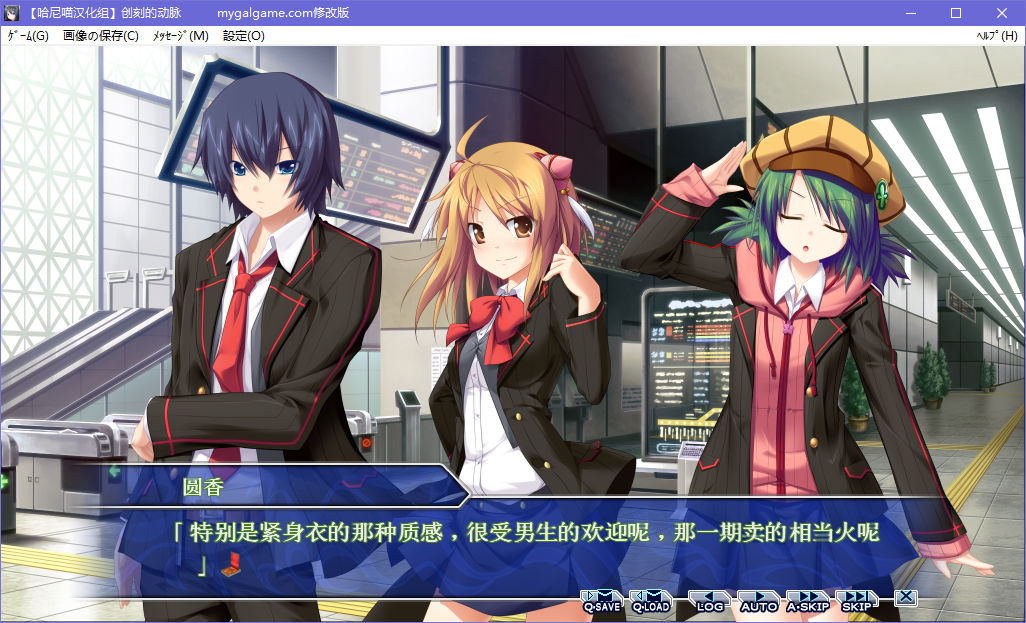 【哈尼喵汉化组】创刻的动脉 mygalgame.com修改版
ｹﾞｰﾑ(G) 画像の保存(C) ﾒｯｾｰｼﾞ(M) 設定(O) ﾍﾙﾌﾟ(H)
圆香
「特别是紧身衣的那种质感，很受男生的欢迎呢，那一期卖的相当火呢
」
Q·SAVE Q·LOAD LOG AUTO A·SKIP SKIP